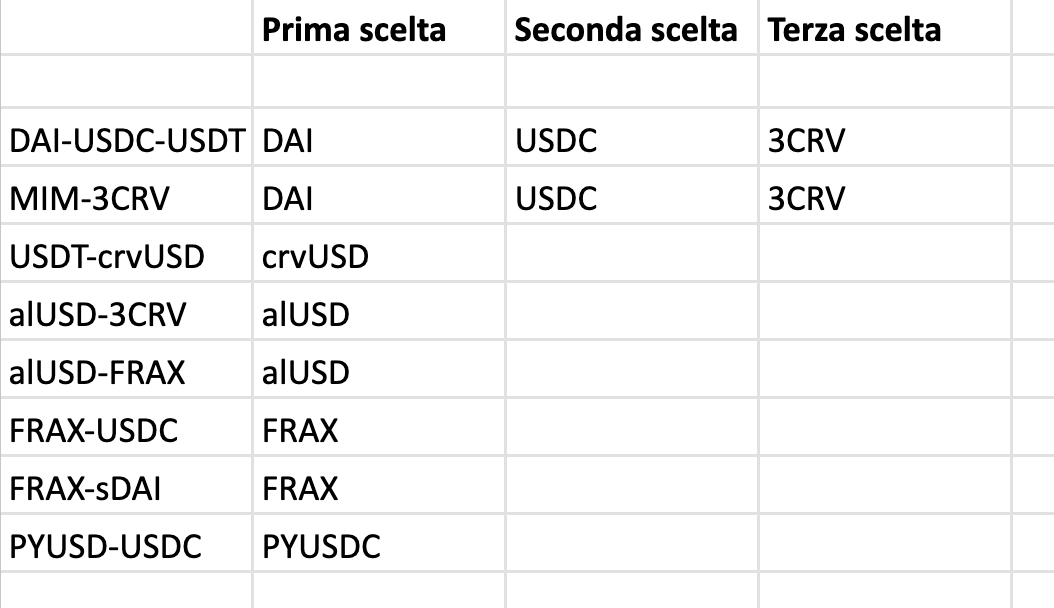 Prima scelta Seconda scelta Terza scelta
DAI-USDC-USDT DAI USDC 3CRV
MIM-3CRV DAI USDC 3CRV
USDT-crvUSD crvUSD
alUSD-3CRV alUSD
alUSD-FRAX alUSD
FRAX-USDC FRAX
FRAX-sDAI FRAX
PYUSD-USDC PYUSDC